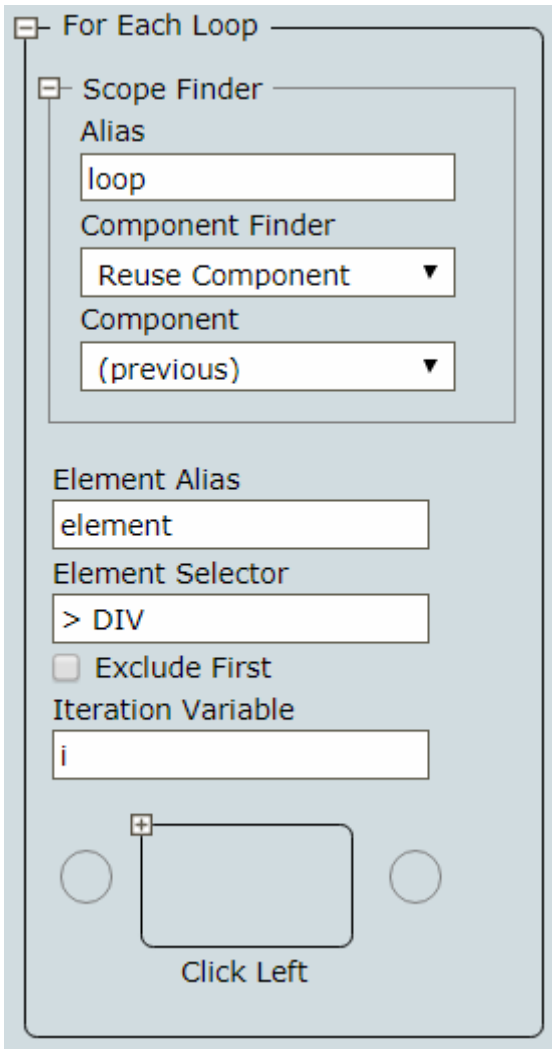 For Each Loop
Scope Finder
Alias
loop
Component Finder
Reuse Component
Component
(previous)
Element Alias
element
Element Selector
> DIV
Exclude First
Iteration Variable
i
Click Left